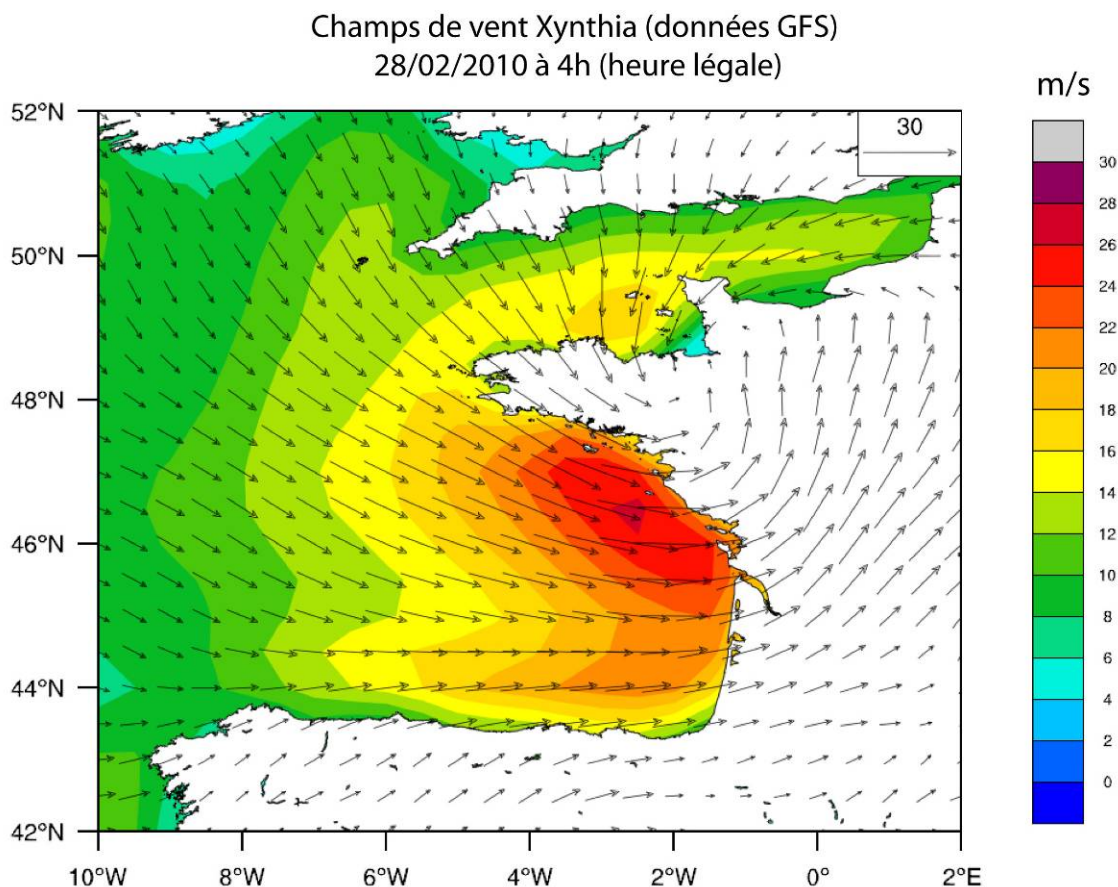 Champs de vent Xynthia (données GFS)
28/02/2010 à 4h (heure légale)
m/s
52°N
50°N
48°N
46°N
44°N
42°N
10°W
8°W
6°W
4°W
2°W
0°
2°E
30
30
28
26
24
22
20
18
16
14
12
10
8
6
4
2
0